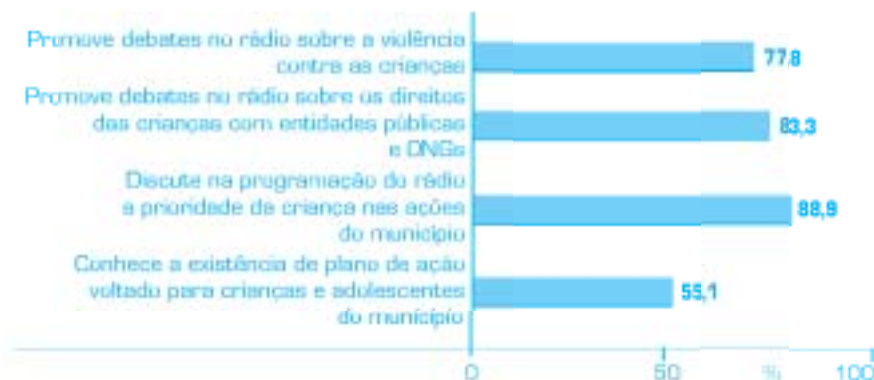 Promove debates no rádio sobre a violência
contra as crianças
77,8
Promove debates no rádio sobre os direitos
das crianças com entidades públicas
e ONGs
83,3
Discute na programação do rádio
a prioridade da criança nas ações
do município
88,9
Conhece a existência de plano de ação
voltado para crianças e adolescentes
do município
55,1
0 50 % 100